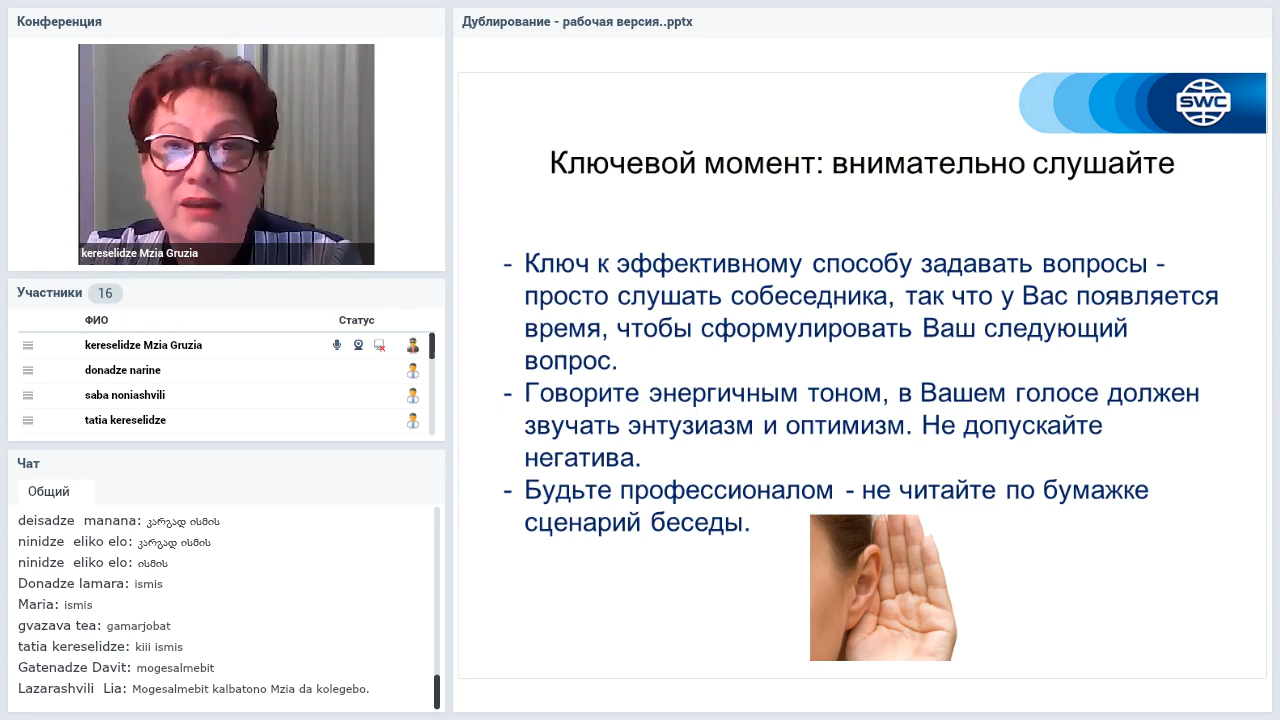 Конференция
kereselidze Mzia Gruzia
Участники 16
ФИО Статус
kereselidze Mzia Gruzia
donadze narine
saba noniashvili
tatia kereselidze
Чат
Общий
deisadze manana: კარგად ისმის
ninidze eliko elo: კარგად ისმის
ninidze eliko elo: ისმის
Donadze lamara: ismis
Maria: ismis
gvazava tea: gamarjobat
tatia kereselidze: kiii ismis
Gatenadze Davit: mogesalmebit
Lazarashvili Lia: Mogesalmebit kalbatono Mzia da kolegebo.
Дублирование - рабочая версия..pptx
SWC
Ключевой момент: внимательно слушайте
- Ключ к эффективному способу задавать вопросы -
просто слушать собеседника, так что у Вас появляется
время, чтобы сформулировать Ваш следующий
вопрос.
- Говорите энергичным тоном, в Вашем голосе должен
звучать энтузиазм и оптимизм. Не допускайте
негатива.
- Будьте профессионалом - не читайте по бумажке
сценарий беседы.